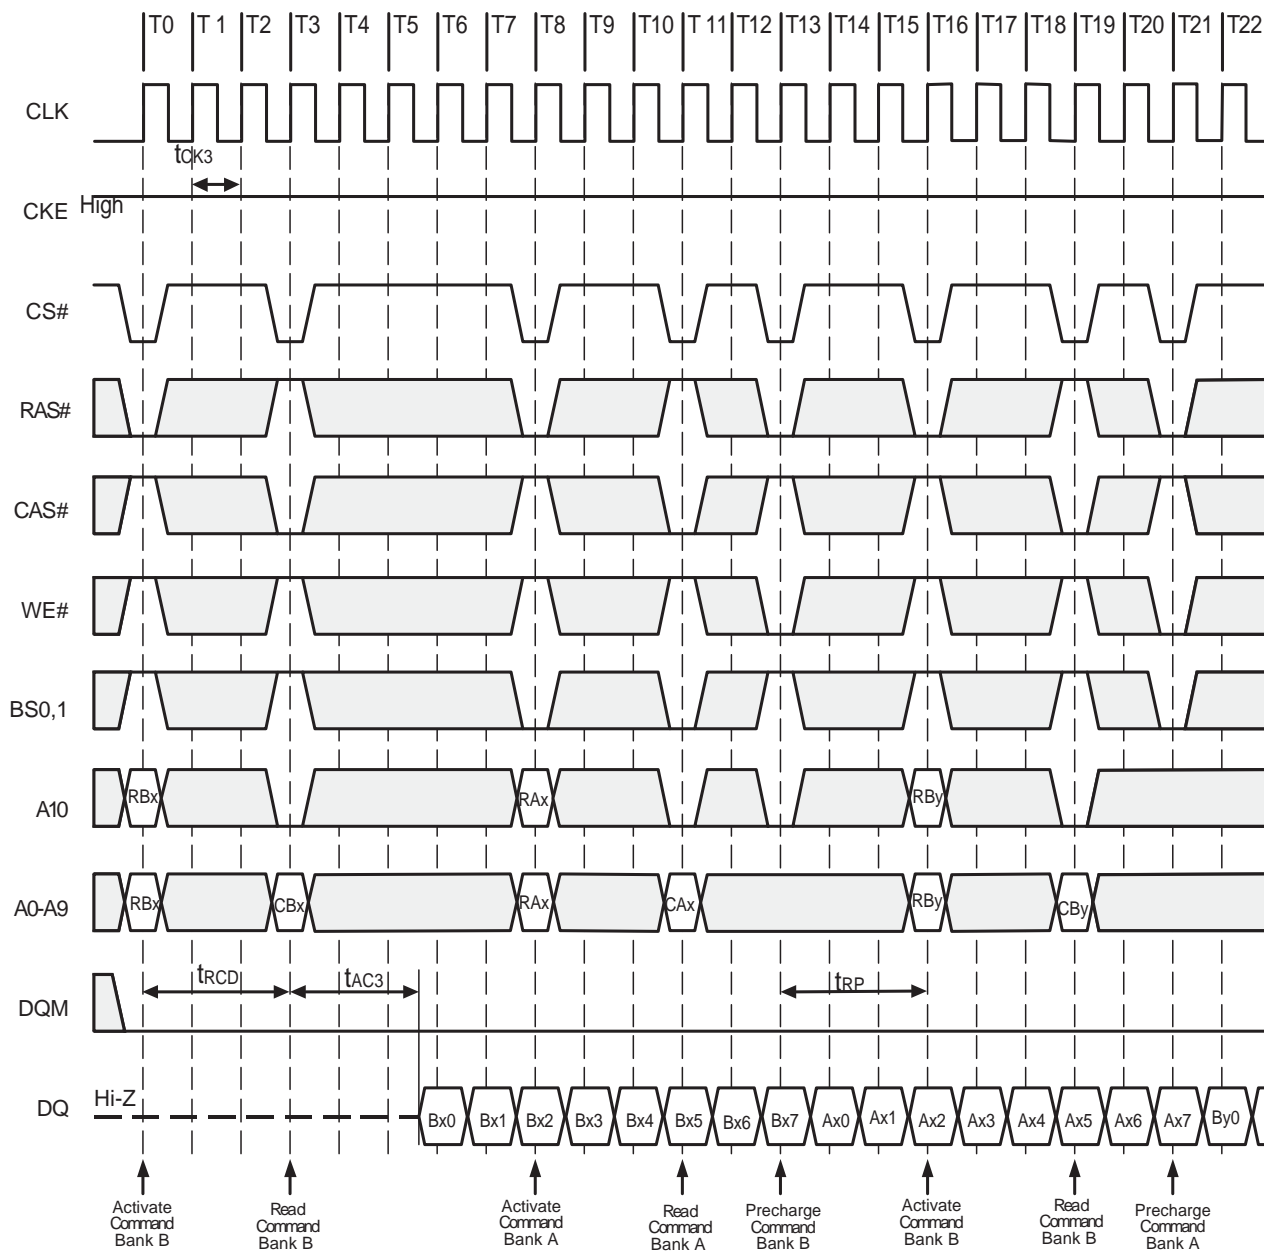 T0 T 1 T2 T3 T4 T5 T6 T7 T8 T9 T10 T 11 T12 T13 T14 T15 T16 T17 T18 T19 T20 T21 T22
CLK
tCK3
CKE High
CS#
RAS#
CAS#
WE#
BS0,1
A10 RBx RAx RBy
A0-A9 RBx CBx RAx CAx RBy CBy
tRCD tAC3 tRP
DQM
Hi-Z
DQ Bx0 Bx1 Bx2 Bx3 Bx4 Bx5 Bx6 Bx7 Ax0 Ax1 Ax2 Ax3 Ax4 Ax5 Ax6 Ax7 By0
Activate
Command
Bank B
Read
Command
Bank B
Activate
Command
Bank A
Read
Command
Bank A
Precharge
Command
Bank B
Activate
Command
Bank B
Read
Command
Bank B
Precharge
Command
Bank A